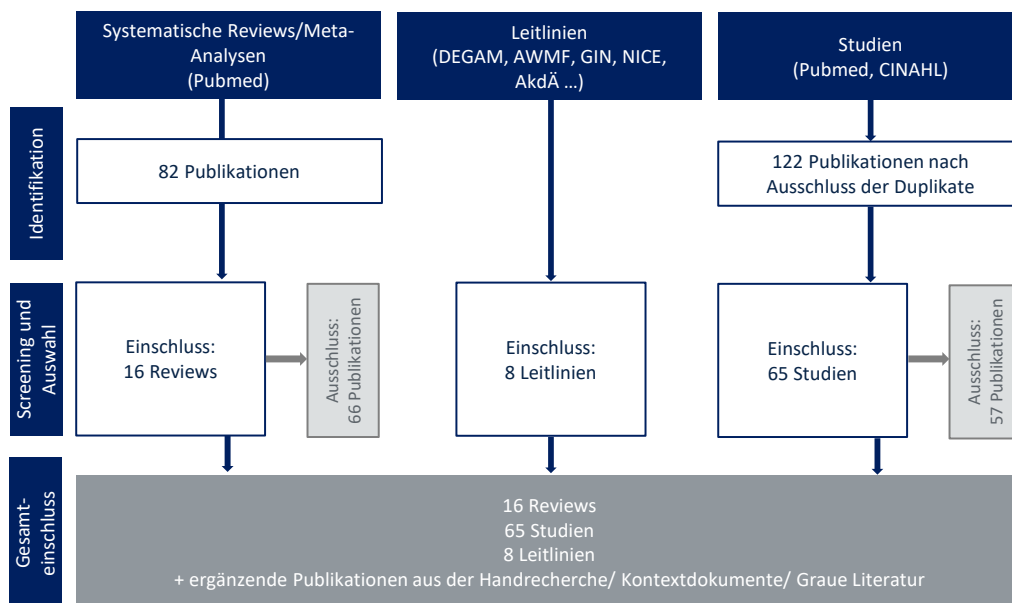 Systematische Reviews/Meta-
Analysen
(Pubmed)
Leitlinien
(DEGAM, AWMF, GIN, NICE,
AkdÄ ...)
Studien
(Pubmed, CINAHL)
Identifikation
82 Publikationen
122 Publikationen nach
Ausschluss der Duplikate
Screening und
Auswahl
Einschluss:
16 Reviews
Ausschluss:
66 Publikationen
Einschluss:
8 Leitlinien
Einschluss:
65 Studien
Ausschluss:
57 Publikationen
Gesamt-
einschluss
16 Reviews
65 Studien
8 Leitlinien
+ ergänzende Publikationen aus der Handrecherche/ Kontextdokumente/ Graue Literatur